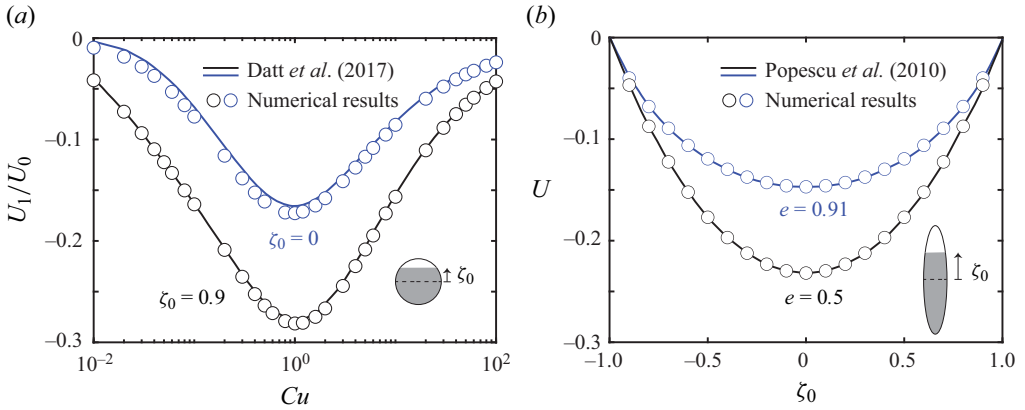 (a)
0
–0.1
–0.2
–0.3
U₁/U₀
Datt et al. (2017)
Numerical results
ζ₀ = 0
ζ₀ = 0.9
ζ₀
10⁻²
10⁰
10²
Cu
(b)
0
–0.1
–0.2
–0.3
U
Popescu et al. (2010)
Numerical results
e = 0.91
e = 0.5
ζ₀
–1.0
–0.5
0
0.5
1.0
ζ₀